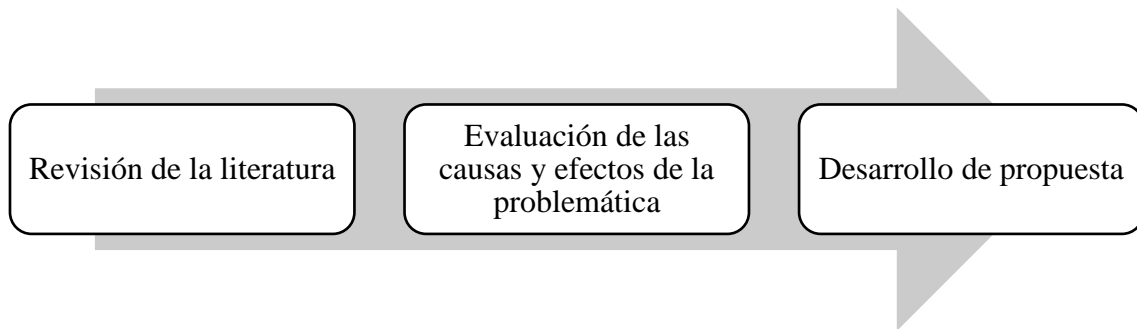 Revisión de la literatura
Evaluación de las
causas y efectos de la
problemática
Desarrollo de propuesta